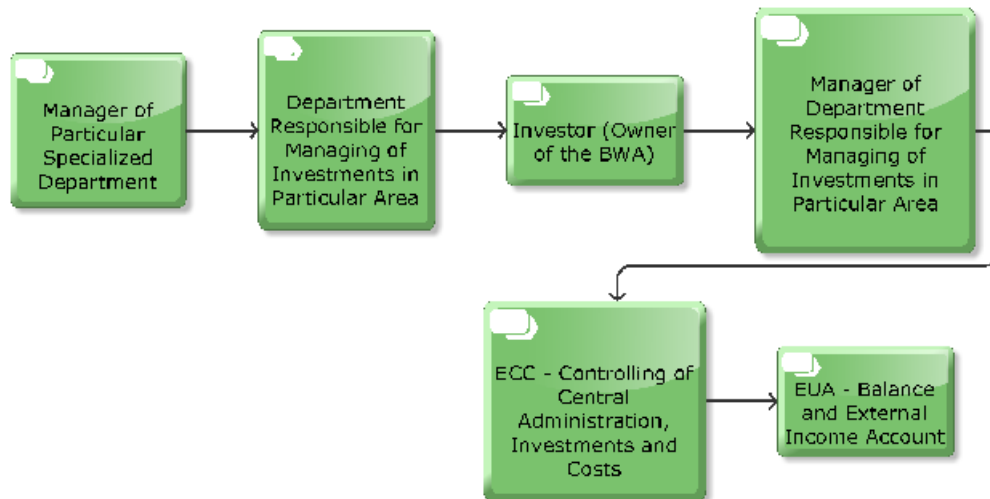 Manager of
Particular
Specialized
Department
Department
Responsible for
Managing of
Investments in
Particular Area
Investor (Owner
of the BWA)
Manager of
Department
Responsible for
Managing of
Investments in
Particular Area
ECC - Controlling of
Central
Administration,
Investments and
Costs
EUA - Balance
and External
Income Account